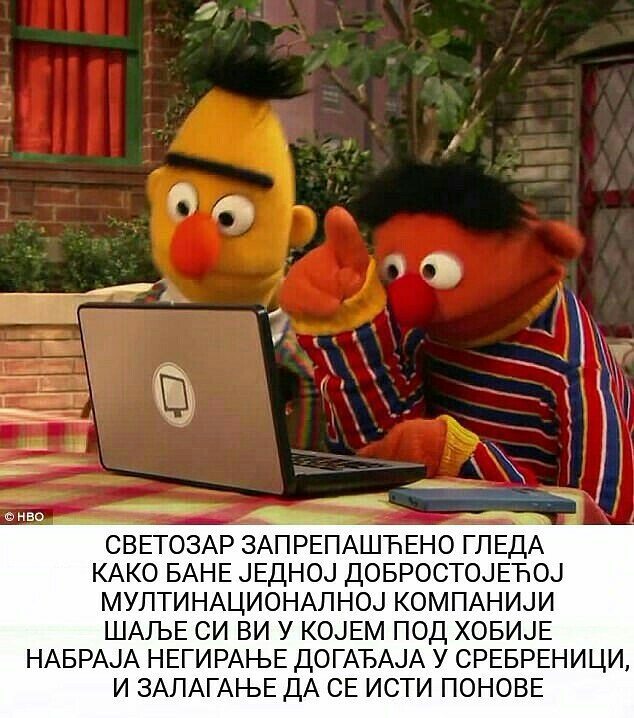 © HBO
СВЕТОЗАР ЗАПРЕПАШЋЕНО ГЛЕДА
КАКО БАНЕ ЈЕДНОЈ ДОБРОСТОЈЕЋОЈ
МУЛТИНАЦИОНАЛНОЈ КОМПАНИЈИ
ШАЉЕ СИ ВИ У КОЈЕМ ПОД ХОБИЈЕ
НАБРАЈА НЕГИРАЊЕ ДОГАЂАЈА У СРЕБРЕНИЦИ,
И ЗАЛАГАЊЕ ДА СЕ ИСТИ ПОНОВЕ